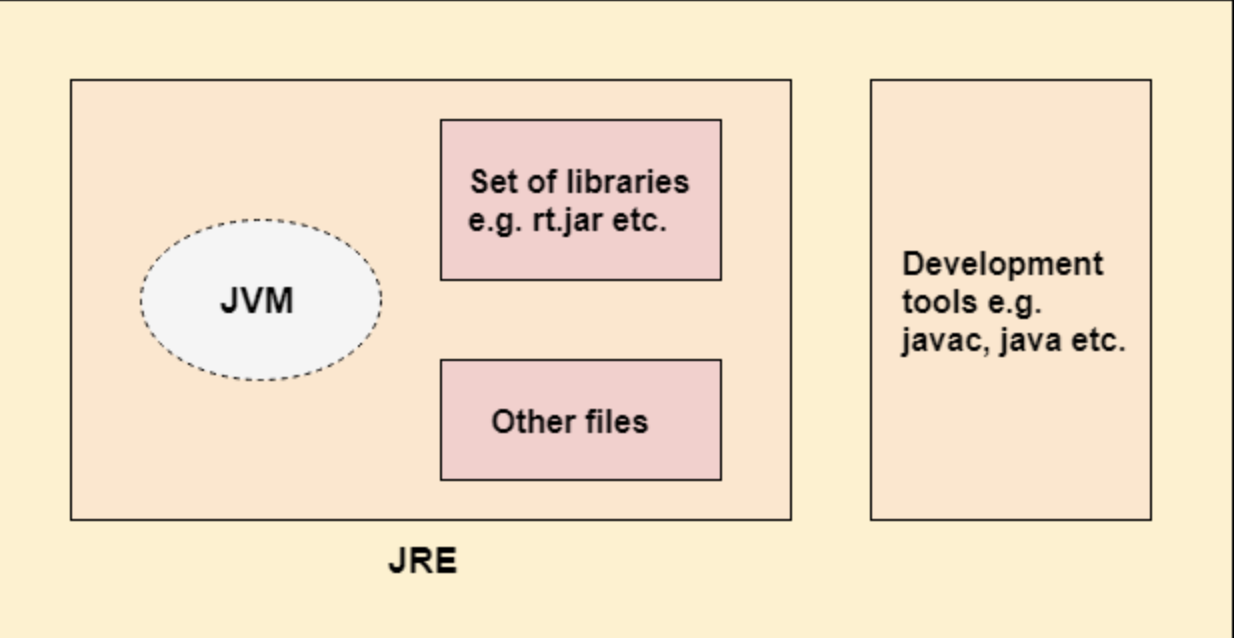 Set of libraries
e.g. rt.jar etc.
JVM
Other files
JRE
Development
tools e.g.
javac, java etc.